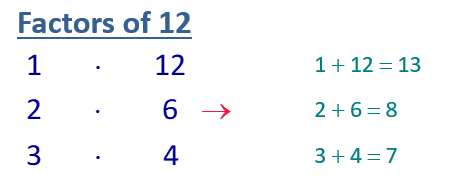 Factors of 12
1 · 12 1 + 12 = 13
2 · 6 → 2 + 6 = 8
3 · 4 3 + 4 = 7